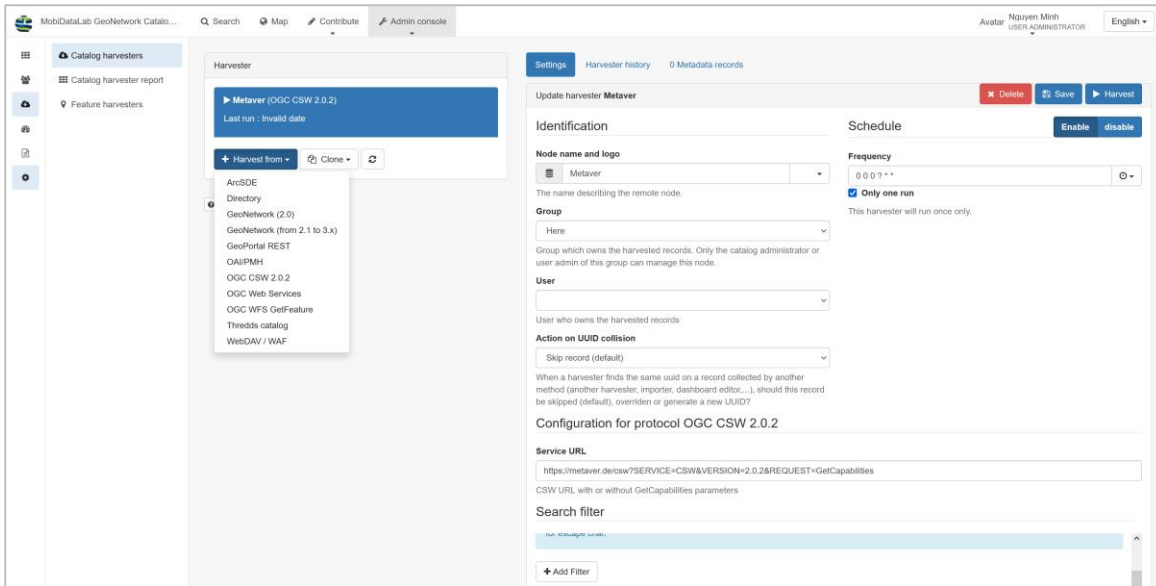 MobiDataLab GeoNetwork Catalo...
Search
Map
Contribute
Admin console
Avatar
Nguyen Minh
USER ADMINISTRATOR
English
Catalog harvesters
Catalog harvester report
Feature harvesters
Harvester
Metaver (OGC CSW 2.0.2)
Last run : Invalid date
Harvest from
Clone
ArcSDE
Directory
GeoNetwork (2.0)
GeoNetwork (from 2.1 to 3.x)
GeoPortal REST
OAI/PMH
OGC CSW 2.0.2
OGC Web Services
OGC WFS GetFeature
Thredds catalog
WebDAV / WAF
Settings
Harvester history
0 Metadata records
Update harvester Metaver
Delete
Save
Harvest
Identification
Node name and logo
Metaver
The name describing the remote node.
Group
Here
Group which owns the harvested records. Only the catalog administrator or
user admin of this group can manage this node.
User
User who owns the harvested records
Action on UUID collision
Skip record (default)
When a harvester finds the same uuid on a record collected by another
method (another harvester, importer, dashboard editor,...), should this record
be skipped (default), overriden or generate a new UUID?
Schedule
Enable
disable
Frequency
0 0 0 ? * *
Only one run
This harvester will run once only.
Configuration for protocol OGC CSW 2.0.2
Service URL
https://metaver.de/csw?SERVICE=CSW&VERSION=2.0.2&REQUEST=GetCapabilities
CSW URL with or without GetCapabilities parameters
Search filter
for escape char.
Add Filter